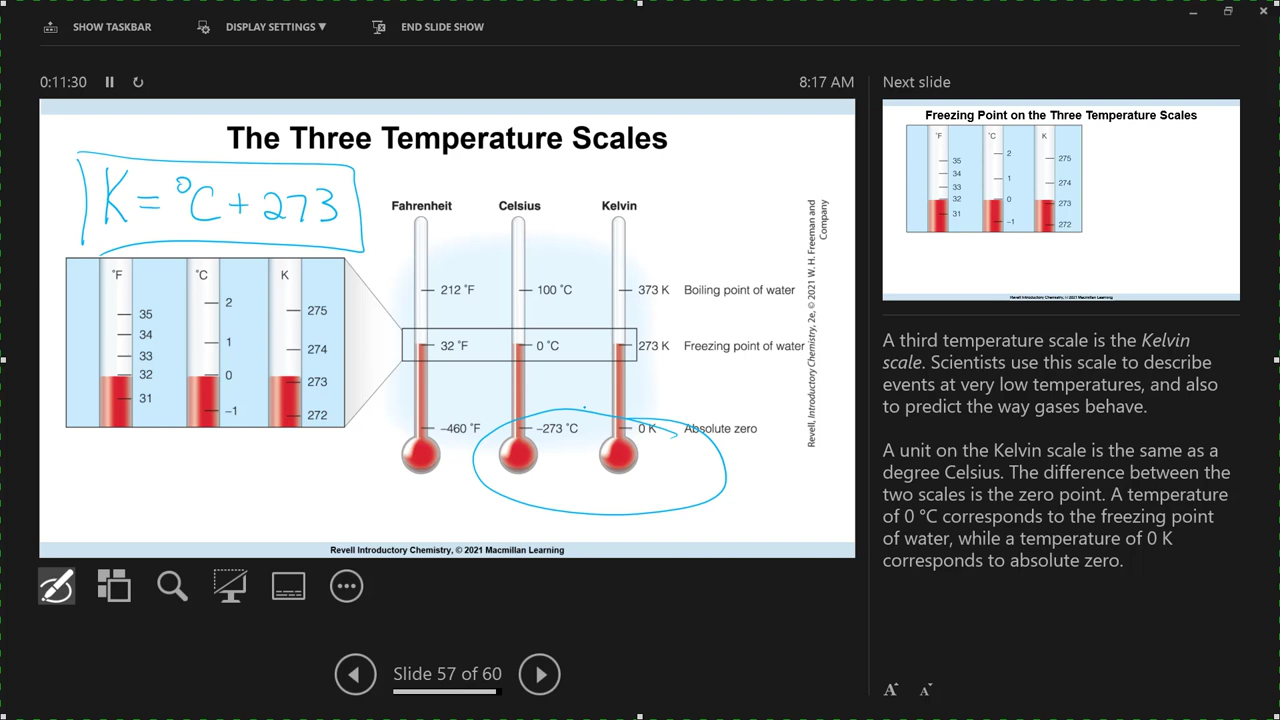 SHOW TASKBAR
DISPLAY SETTINGS ▼
END SLIDE SHOW
0:11:30
8:17 AM
The Three Temperature Scales
K = °C + 273
Fahrenheit
Celsius
Kelvin
212 °F
100 °C
373 K
Boiling point of water
32 °F
0 °C
273 K
Freezing point of water
–460 °F
–273 °C
0 K
Absolute zero
°F
35
34
33
32
31
°C
2
1
0
–1
K
275
274
273
272
Revell, Introductory Chemistry, 2e, © 2021 W. H. Freeman and
Company
Revell Introductory Chemistry, © 2021 Macmillan Learning
Slide 57 of 60
Next slide
Freezing Point on the Three Temperature Scales
°F
35
34
33
32
31
°C
2
1
0
–1
K
275
274
273
272
Revell Introductory Chemistry, © 2021 Macmillan Learning
A third temperature scale is the Kelvin
scale. Scientists use this scale to describe
events at very low temperatures, and also
to predict the way gases behave.
A unit on the Kelvin scale is the same as a
degree Celsius. The difference between the
two scales is the zero point. A temperature
of 0 °C corresponds to the freezing point
of water, while a temperature of 0 K
corresponds to absolute zero.
A A